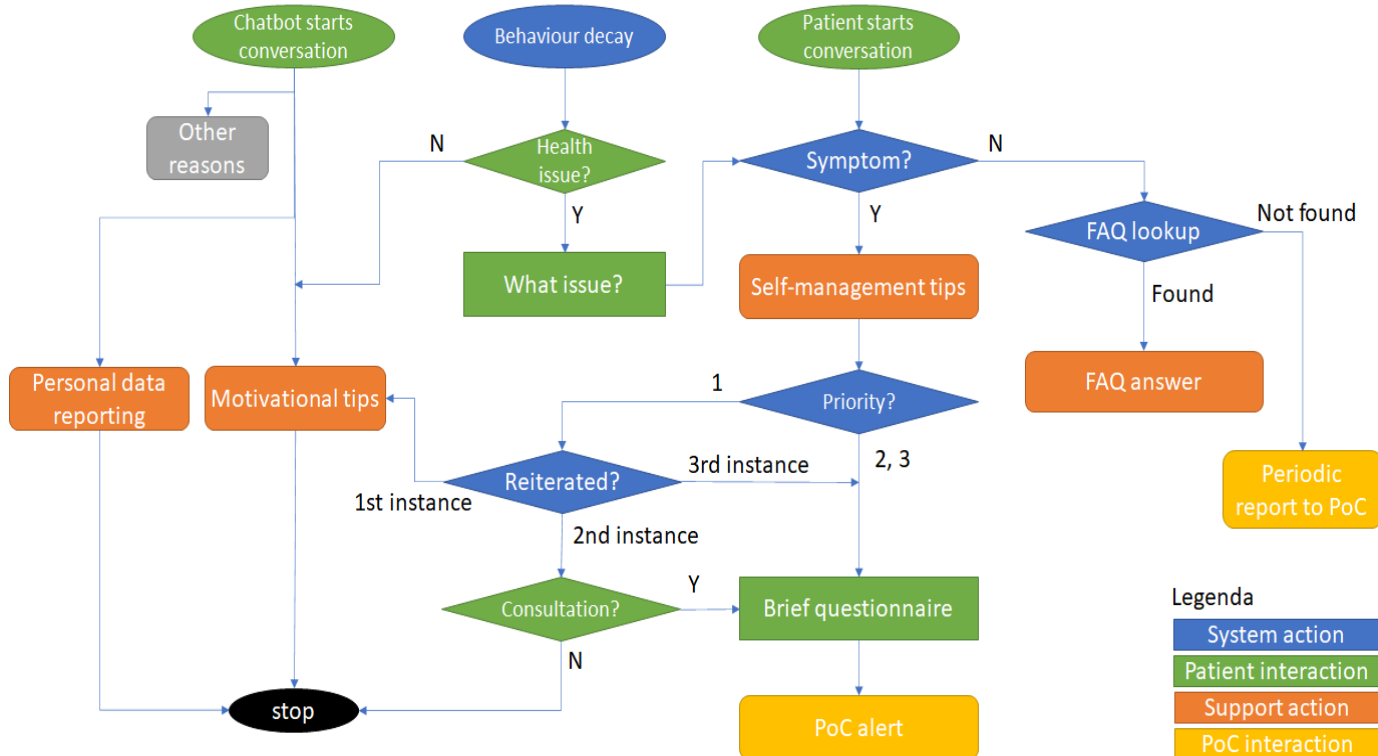 Chatbot starts
conversation
Behaviour decay
Patient starts
conversation
Other
reasons
N
Health
issue?
Symptom?
N
Y
Y
FAQ lookup
Not found
What issue?
Self-management tips
Found
Personal data
reporting
Motivational tips
1
Priority?
FAQ answer
2, 3
Reiterated?
3rd instance
1st instance
2nd instance
Periodic
report to PoC
Consultation?
Y
Brief questionnaire
N
stop
PoC alert
Legenda
System action
Patient interaction
Support action
PoC interaction